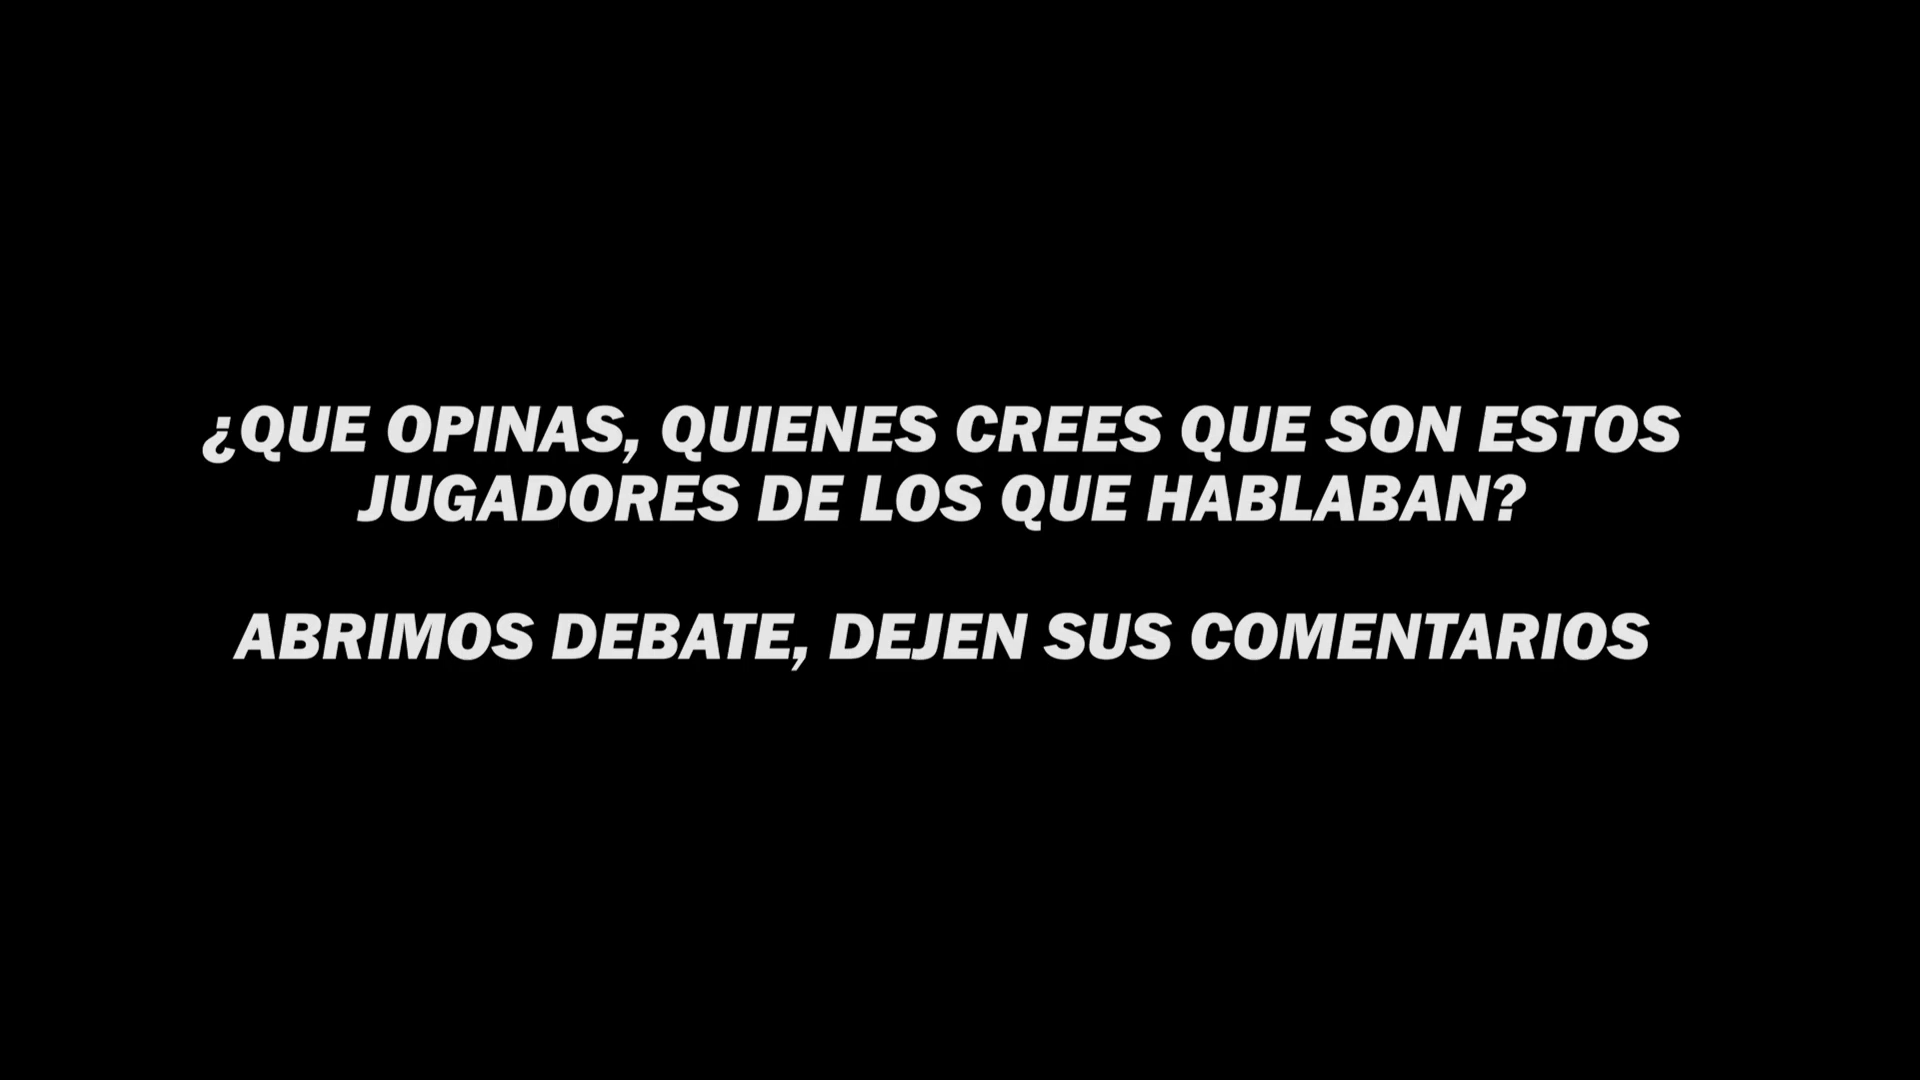 ¿QUE OPINAS, QUIENES CREES QUE SON ESTOS
JUGADORES DE LOS QUE HABLABAN?
ABRIMOS DEBATE, DEJEN SUS COMENTARIOS